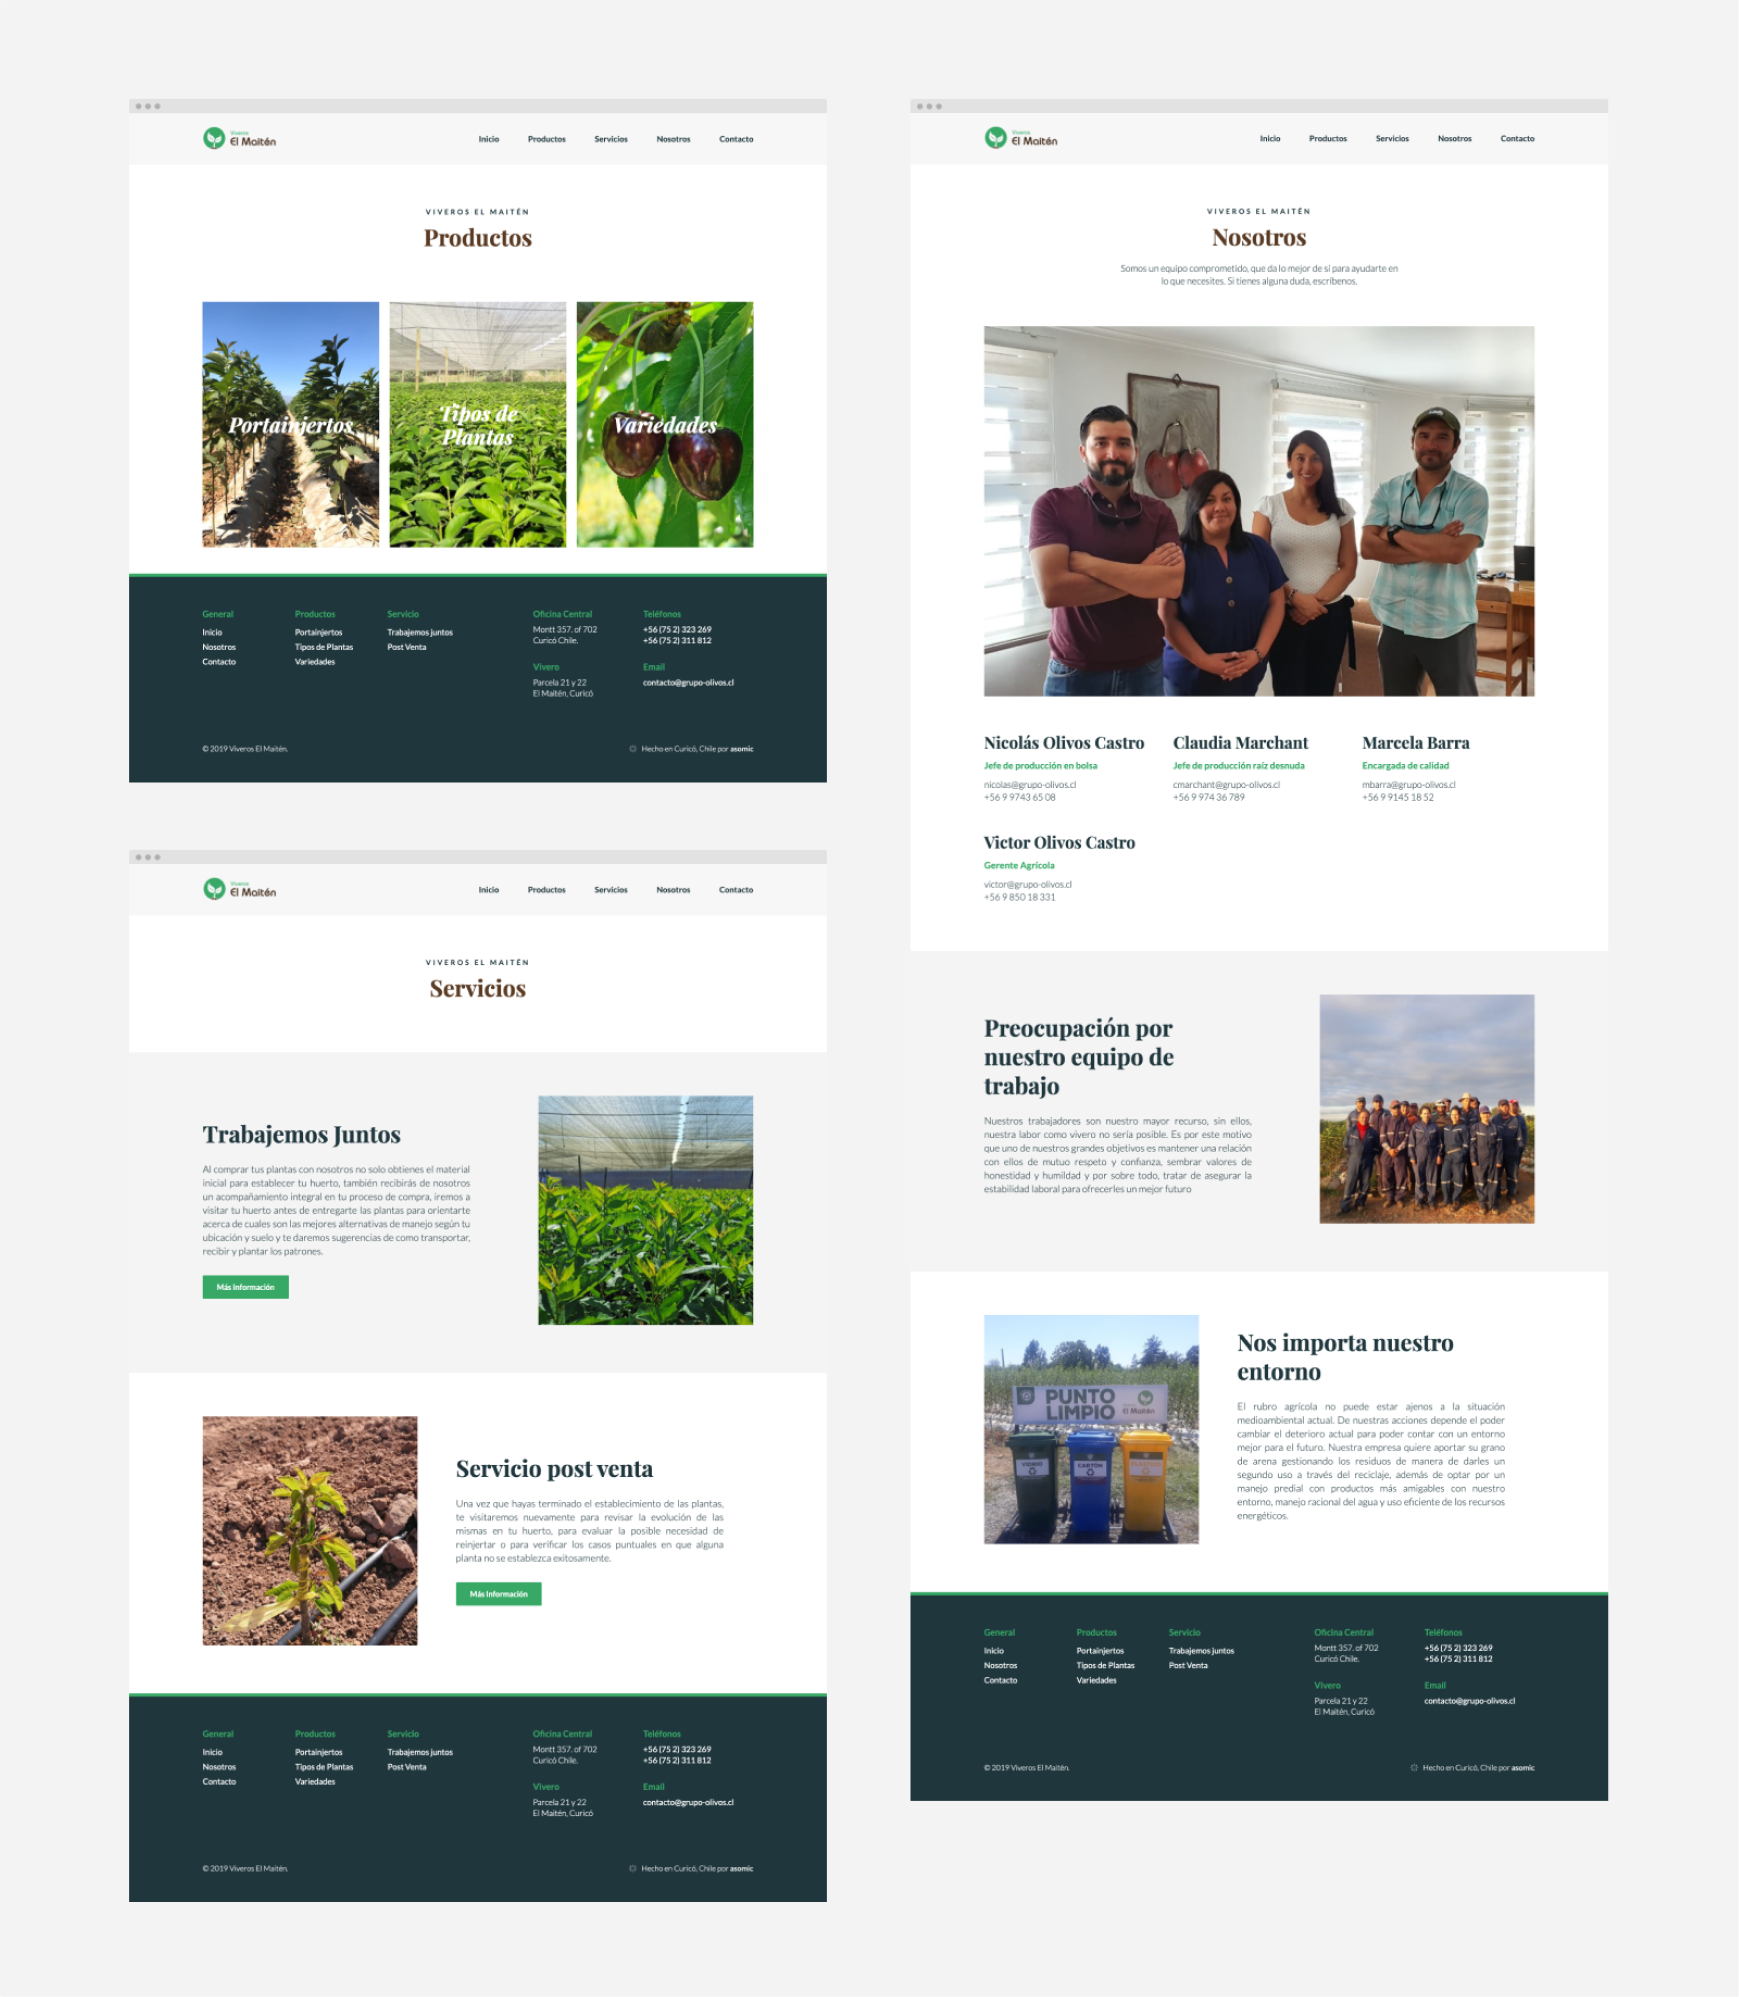 Viveros
El Maitén
Inicio Productos Servicios Nosotros Contacto
VIVEROS EL MAITÉN
Productos
Portainjertos
Tipos de
Plantas
Variedades
General
Inicio
Nosotros
Contacto
Productos
Portainjertos
Tipos de Plantas
Variedades
Servicio
Trabajemos juntos
Post Venta
Oficina Central
Montt 357. of 702
Curicó Chile.
Vivero
Parcela 21 y 22
El Maitén, Curicó
Teléfonos
+56 (75 2) 323 269
+56 (75 2) 311 812
Email
contacto@grupo-olivos.cl
© 2019 Viveros El Maitén.
Hecho en Curicó, Chile por asomic
Viveros
El Maitén
Inicio Productos Servicios Nosotros Contacto
VIVEROS EL MAITÉN
Servicios
Trabajemos Juntos
Al comprar tus plantas con nosotros no solo obtienes el material
inicial para establecer tu huerto, también recibirás de nosotros
un acompañamiento integral en tu proceso de compra, iremos a
visitar tu huerto antes de entregarte las plantas para orientarte
acerca de cuales son las mejores alternativas de manejo según tu
ubicación y suelo y te daremos sugerencias de como transportar,
recibir y plantar los patrones.
Más Información
Servicio post venta
Una vez que hayas terminado el establecimiento de las plantas,
te visitaremos nuevamente para revisar la evolución de las
mismas en tu huerto, para evaluar la posible necesidad de
reinjertar o para verificar los casos puntuales en que alguna
planta no se establezca exitosamente.
Más Información
General
Inicio
Nosotros
Contacto
Productos
Portainjertos
Tipos de Plantas
Variedades
Servicio
Trabajemos juntos
Post Venta
Oficina Central
Montt 357. of 702
Curicó Chile.
Vivero
Parcela 21 y 22
El Maitén, Curicó
Teléfonos
+56 (75 2) 323 269
+56 (75 2) 311 812
Email
contacto@grupo-olivos.cl
© 2019 Viveros El Maitén.
Hecho en Curicó, Chile por asomic
Viveros
El Maitén
Inicio Productos Servicios Nosotros Contacto
VIVEROS EL MAITÉN
Nosotros
Somos un equipo comprometido, que da lo mejor de sí para ayudarte en
lo que necesites. Si tienes alguna duda, escríbenos.
Nicolás Olivos Castro
Jefe de producción en bolsa
nicolas@grupo-olivos.cl
+56 9 9743 65 08
Claudia Marchant
Jefe de producción raíz desnuda
cmarchant@grupo-olivos.cl
+56 9 974 36 789
Marcela Barra
Encargada de calidad
mbarra@grupo-olivos.cl
+56 9 9145 18 52
Victor Olivos Castro
Gerente Agrícola
victor@grupo-olivos.cl
+56 9 850 18 331
Preocupación por
nuestro equipo de
trabajo
Nuestros trabajadores son nuestro mayor recurso, sin ellos,
nuestra labor como vivero no sería posible. Es por este motivo
que uno de nuestros grandes objetivos es mantener una relación
con ellos de mutuo respeto y confianza, sembrar valores de
honestidad y humildad y por sobre todo, tratar de asegurar la
estabilidad laboral para ofrecerles un mejor futuro
PUNTO
LIMPIO
El Maitén
VIDRIO
CARTÓN
Nos importa nuestro
entorno
El rubro agrícola no puede estar ajenos a la situación
medioambiental actual. De nuestras acciones depende el poder
cambiar el deterioro actual para poder contar con un entorno
mejor para el futuro. Nuestra empresa quiere aportar su grano
de arena gestionando los residuos de manera de darles un
segundo uso a través del reciclaje, además de optar por un
manejo predial con productos más amigables con nuestro
entorno, manejo racional del agua y uso eficiente de los recursos
energéticos.
General
Inicio
Nosotros
Contacto
Productos
Portainjertos
Tipos de Plantas
Variedades
Servicio
Trabajemos juntos
Post Venta
Oficina Central
Montt 357. of 702
Curicó Chile.
Vivero
Parcela 21 y 22
El Maitén, Curicó
Teléfonos
+56 (75 2) 323 269
+56 (75 2) 311 812
Email
contacto@grupo-olivos.cl
© 2019 Viveros El Maitén.
Hecho en Curicó, Chile por asomic